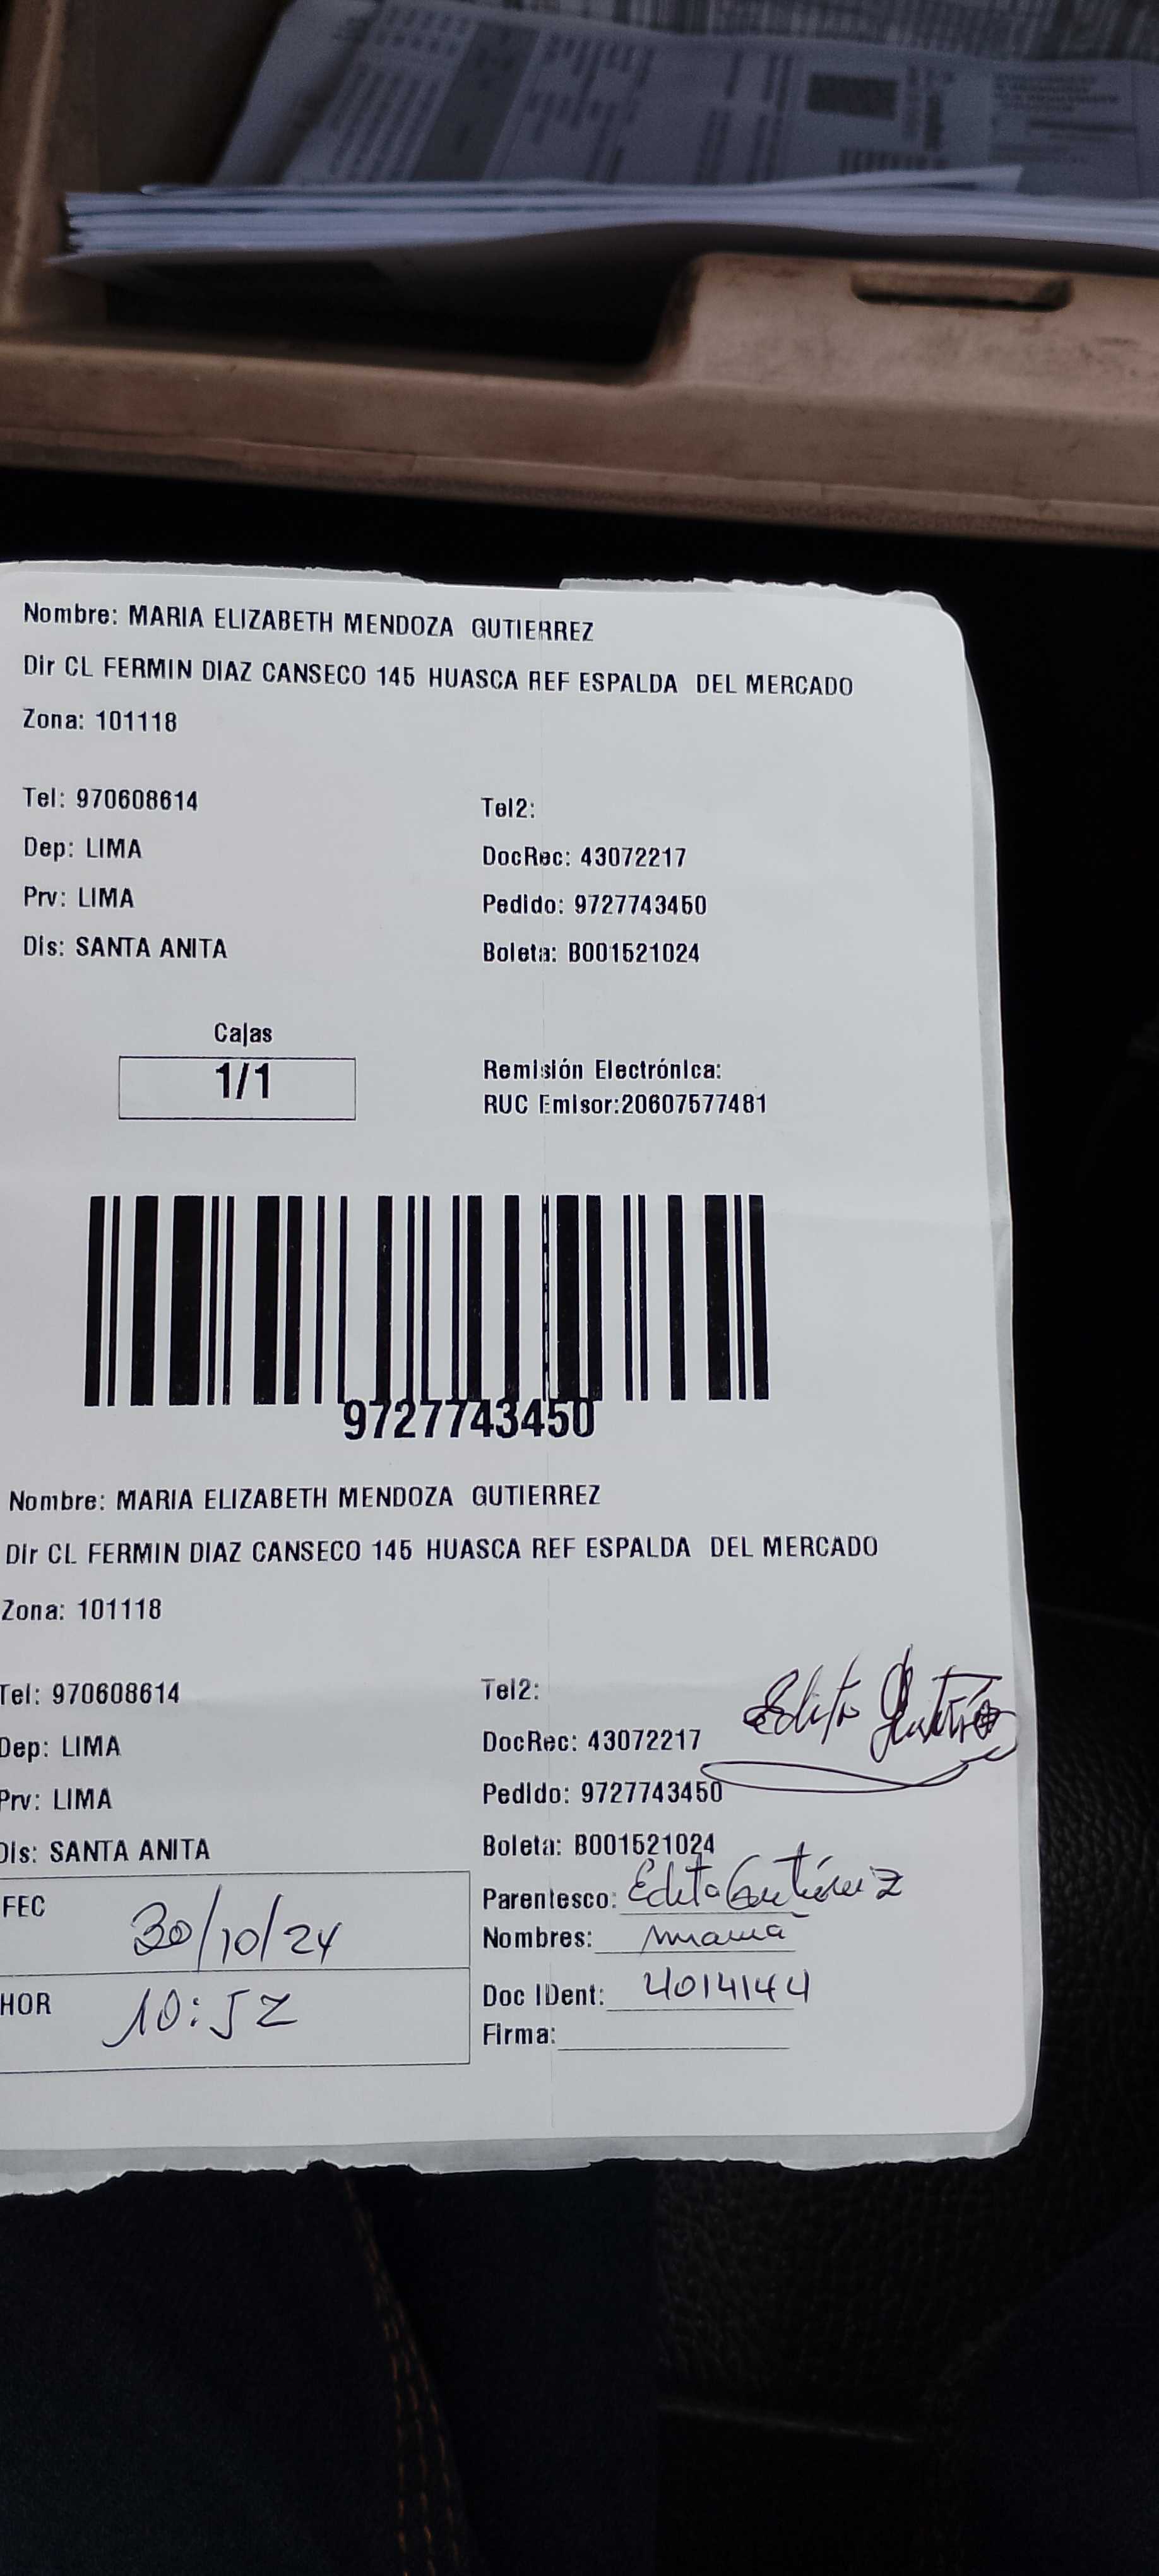 Nombre: MARIA ELIZABETH MENDOZA GUTIERREZ
Dir CL FERMIN DIAZ CANSECO 145 HUASCA REF ESPALDA DEL MERCADO
Zona: 101118
Tel: 970608614 Tel2:
Dep: LIMA DocRec: 43072217
Prv: LIMA Pedido: 9727743450
Dis: SANTA ANITA Boleta: B001521024
Cajas
1/1
Remisión Electrónica:
RUC Emisor:20607577481
9727743450
Nombre: MARIA ELIZABETH MENDOZA GUTIERREZ
Dir CL FERMIN DIAZ CANSECO 145 HUASCA REF ESPALDA DEL MERCADO
Zona: 101118
Tel: 970608614 Tel2:
Dep: LIMA DocRec: 43072217
Prv: LIMA Pedido: 9727743450
Dis: SANTA ANITA Boleta: B001521024
FEC 30/10/24
HOR 10:52
Parentesco: Edita Gutiérrez
Nombres: mamá
Doc IDent: 4014144
Firma: